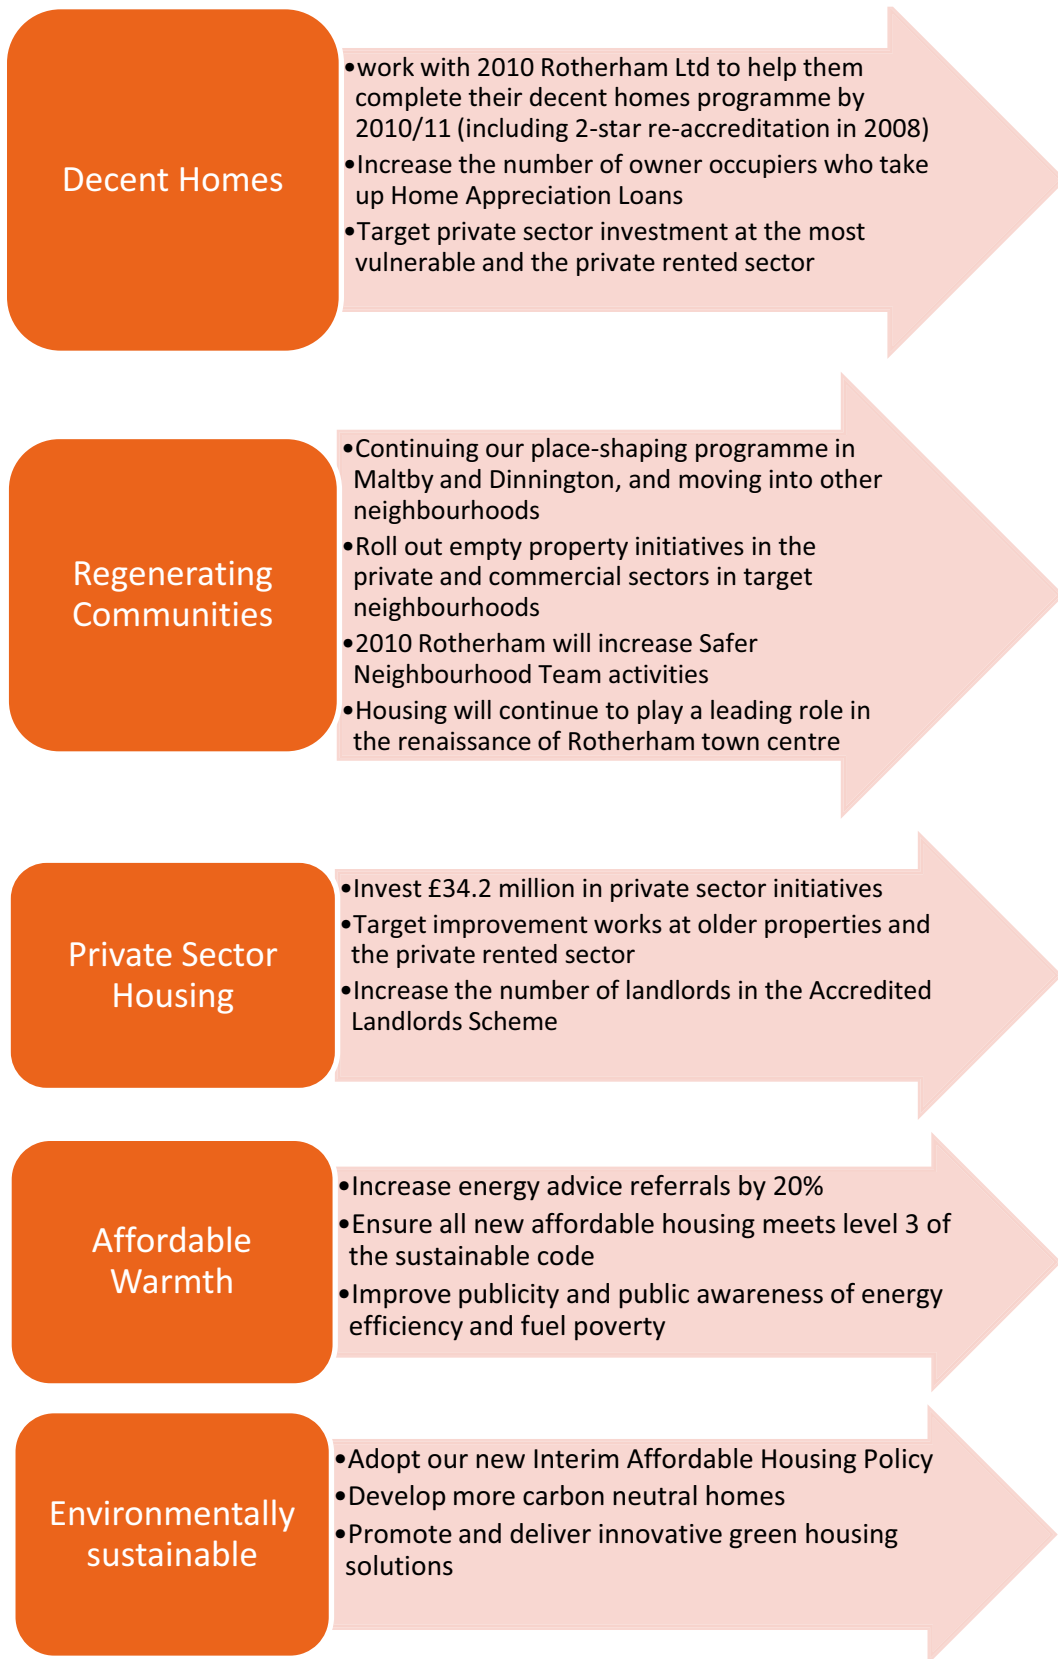 Decent Homes
•work with 2010 Rotherham Ltd to help them
complete their decent homes programme by
2010/11 (including 2-star re-accreditation in 2008)
•Increase the number of owner occupiers who take
up Home Appreciation Loans
•Target private sector investment at the most
vulnerable and the private rented sector
Regenerating
Communities
•Continuing our place-shaping programme in
Maltby and Dinnington, and moving into other
neighbourhoods
•Roll out empty property initiatives in the
private and commercial sectors in target
neighbourhoods
•2010 Rotherham will increase Safer
Neighbourhood Team activities
•Housing will continue to play a leading role in
the renaissance of Rotherham town centre
Private Sector
Housing
•Invest £34.2 million in private sector initiatives
•Target improvement works at older properties and
the private rented sector
•Increase the number of landlords in the Accredited
Landlords Scheme
Affordable
Warmth
•Increase energy advice referrals by 20%
•Ensure all new affordable housing meets level 3 of
the sustainable code
•Improve publicity and public awareness of energy
efficiency and fuel poverty
Environmentally
sustainable
•Adopt our new Interim Affordable Housing Policy
•Develop more carbon neutral homes
•Promote and deliver innovative green housing
solutions